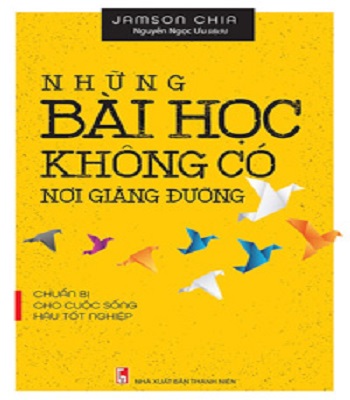 JAMSON CHIA
Nguyễn Ngọc Ưu dịch
NHỮNG
BÀI HỌC
KHÔNG CÓ
NƠI GIẢNG ĐƯỜNG
CHUẨN BỊ
CHO CUỘC SỐNG
HẬU TỐT NGHIỆP
NHÀ XUẤT BẢN THANH NIÊN